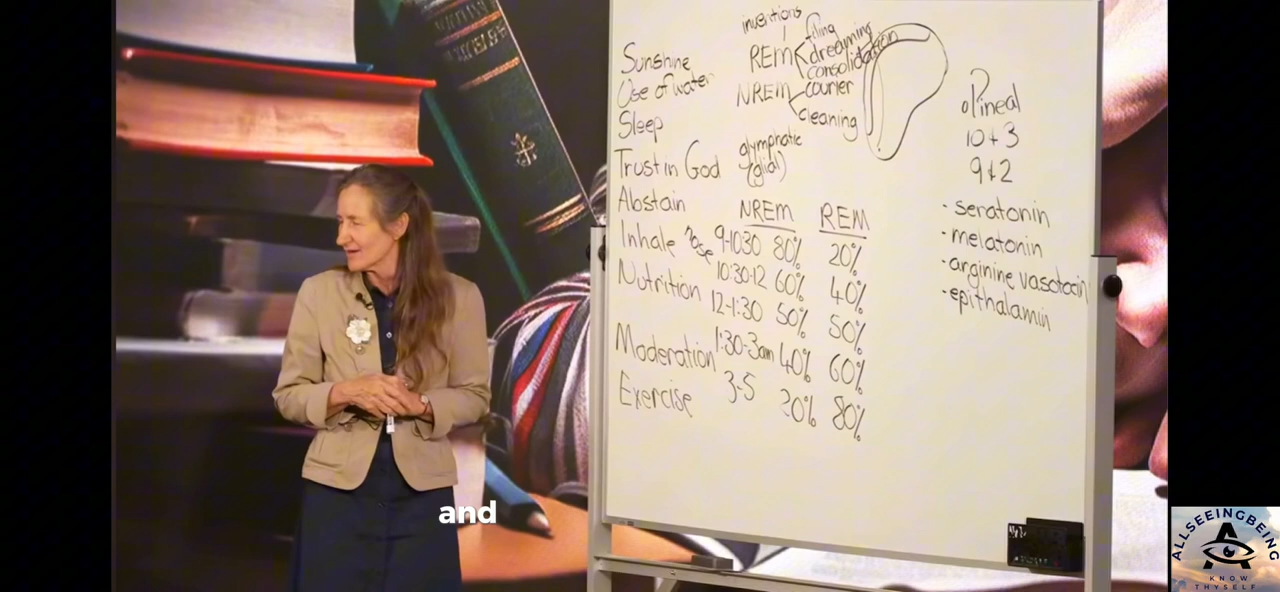 inventions
REM
filing
dreaming
consolidation
NREM
courier
cleaning
glymphatic
(glial)
Sunshine
Use of water
Sleep
Trust in God
Abstain
Inhale nose
Nutrition
Moderation
Exercise
NREM REM
9-10:30 80% 20%
10:30-12 60% 40%
12-1:30 50% 50%
1:30-3am 40% 60%
3-5 20% 80%
Pineal
10+3
9+2
- seratonin
- melatonin
- arginine vasotocin
- epithalamin
and
ALLSEEINGBEING
KNOW
THYSELF